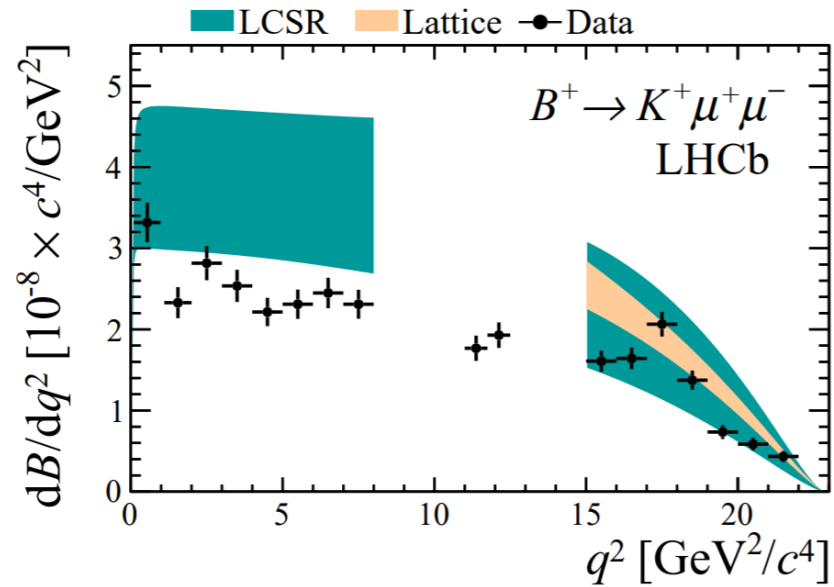 LCSR Lattice Data
dB/dq² [10⁻⁸ × c⁴/GeV²]
5
4
3
2
1
0
B⁺ → K⁺μ⁺μ⁻
LHCb
0 5 10 15 20
q² [GeV²/c⁴]